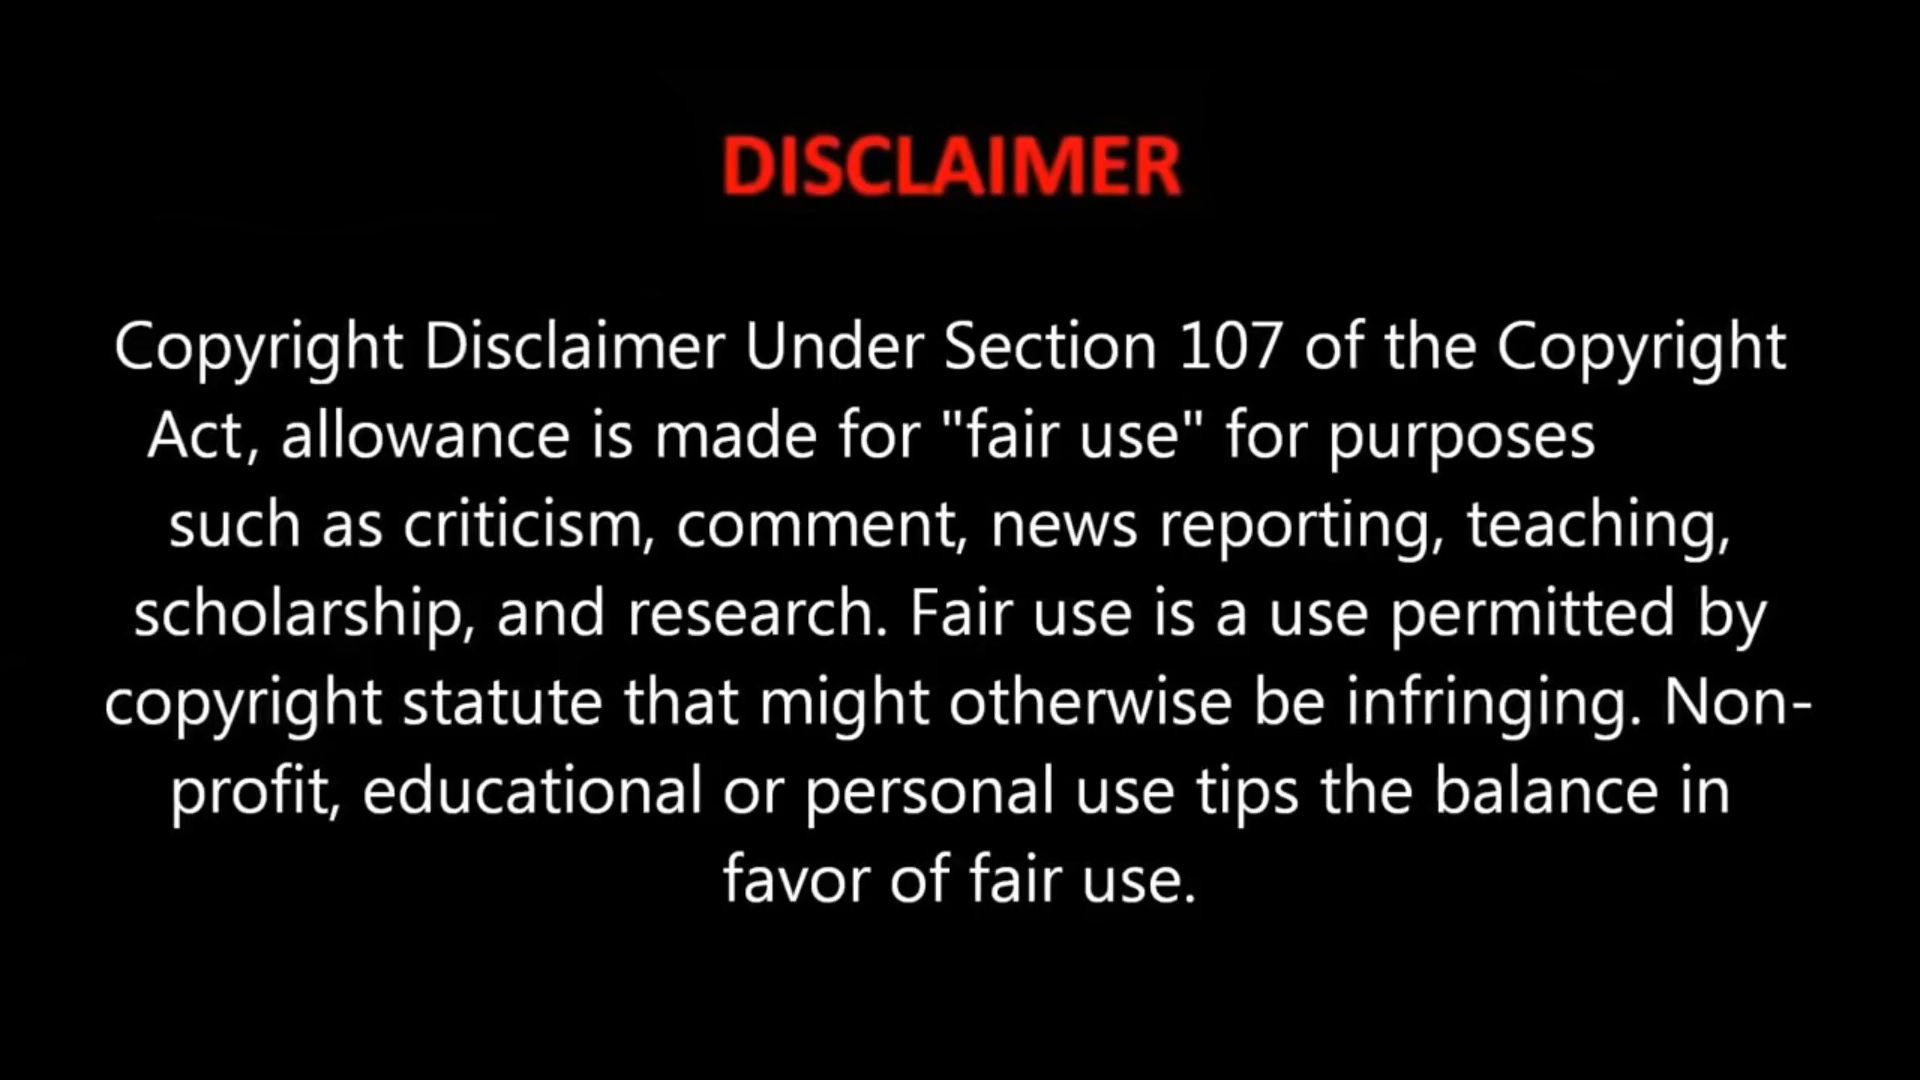 DISCLAIMER
Copyright Disclaimer Under Section 107 of the Copyright
Act, allowance is made for "fair use" for purposes
such as criticism, comment, news reporting, teaching,
scholarship, and research. Fair use is a use permitted by
copyright statute that might otherwise be infringing. Non-
profit, educational or personal use tips the balance in
favor of fair use.